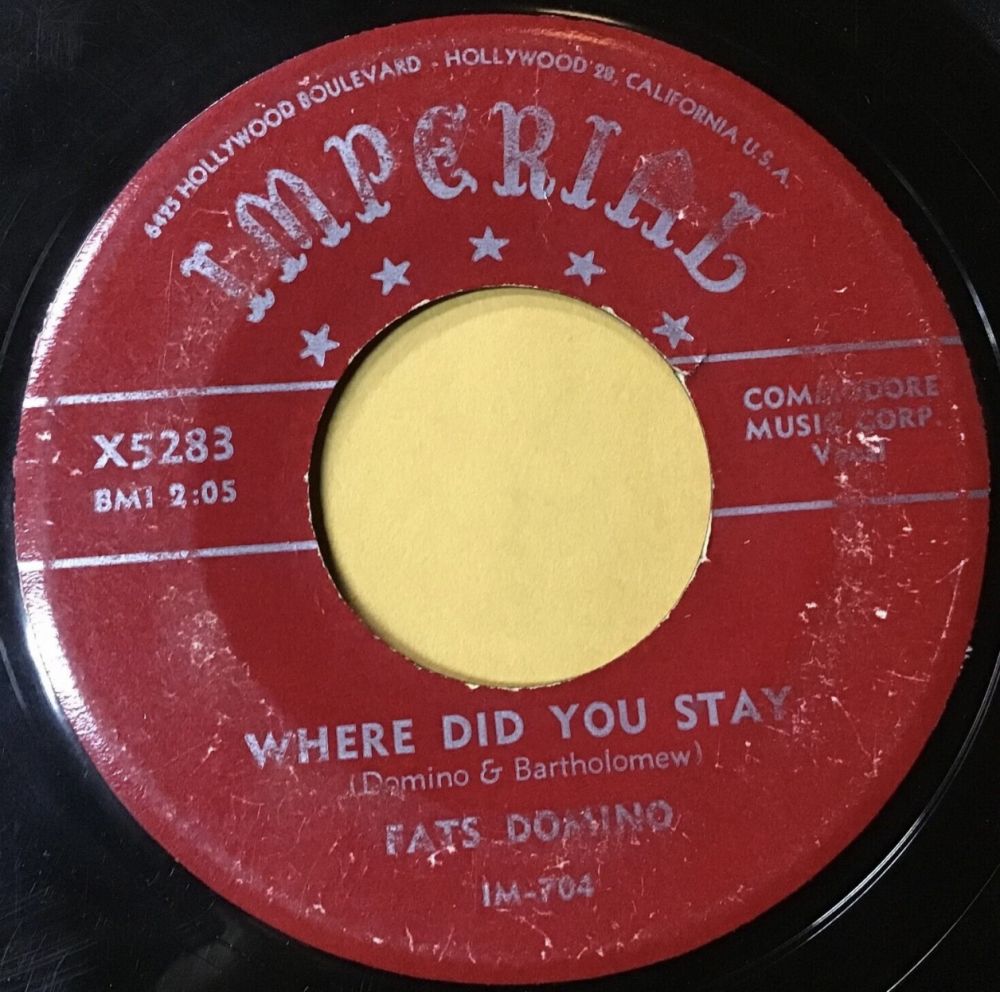 6425 HOLLYWOOD BOULEVARD - HOLLYWOOD 28, CALIFORNIA U.S.A.
IMPERIAL
X5283
BMI 2:05
COMMODORE
MUSIC CORP.
Vocal
WHERE DID YOU STAY
(Domino & Bartholomew)
FATS DOMINO
IM-704